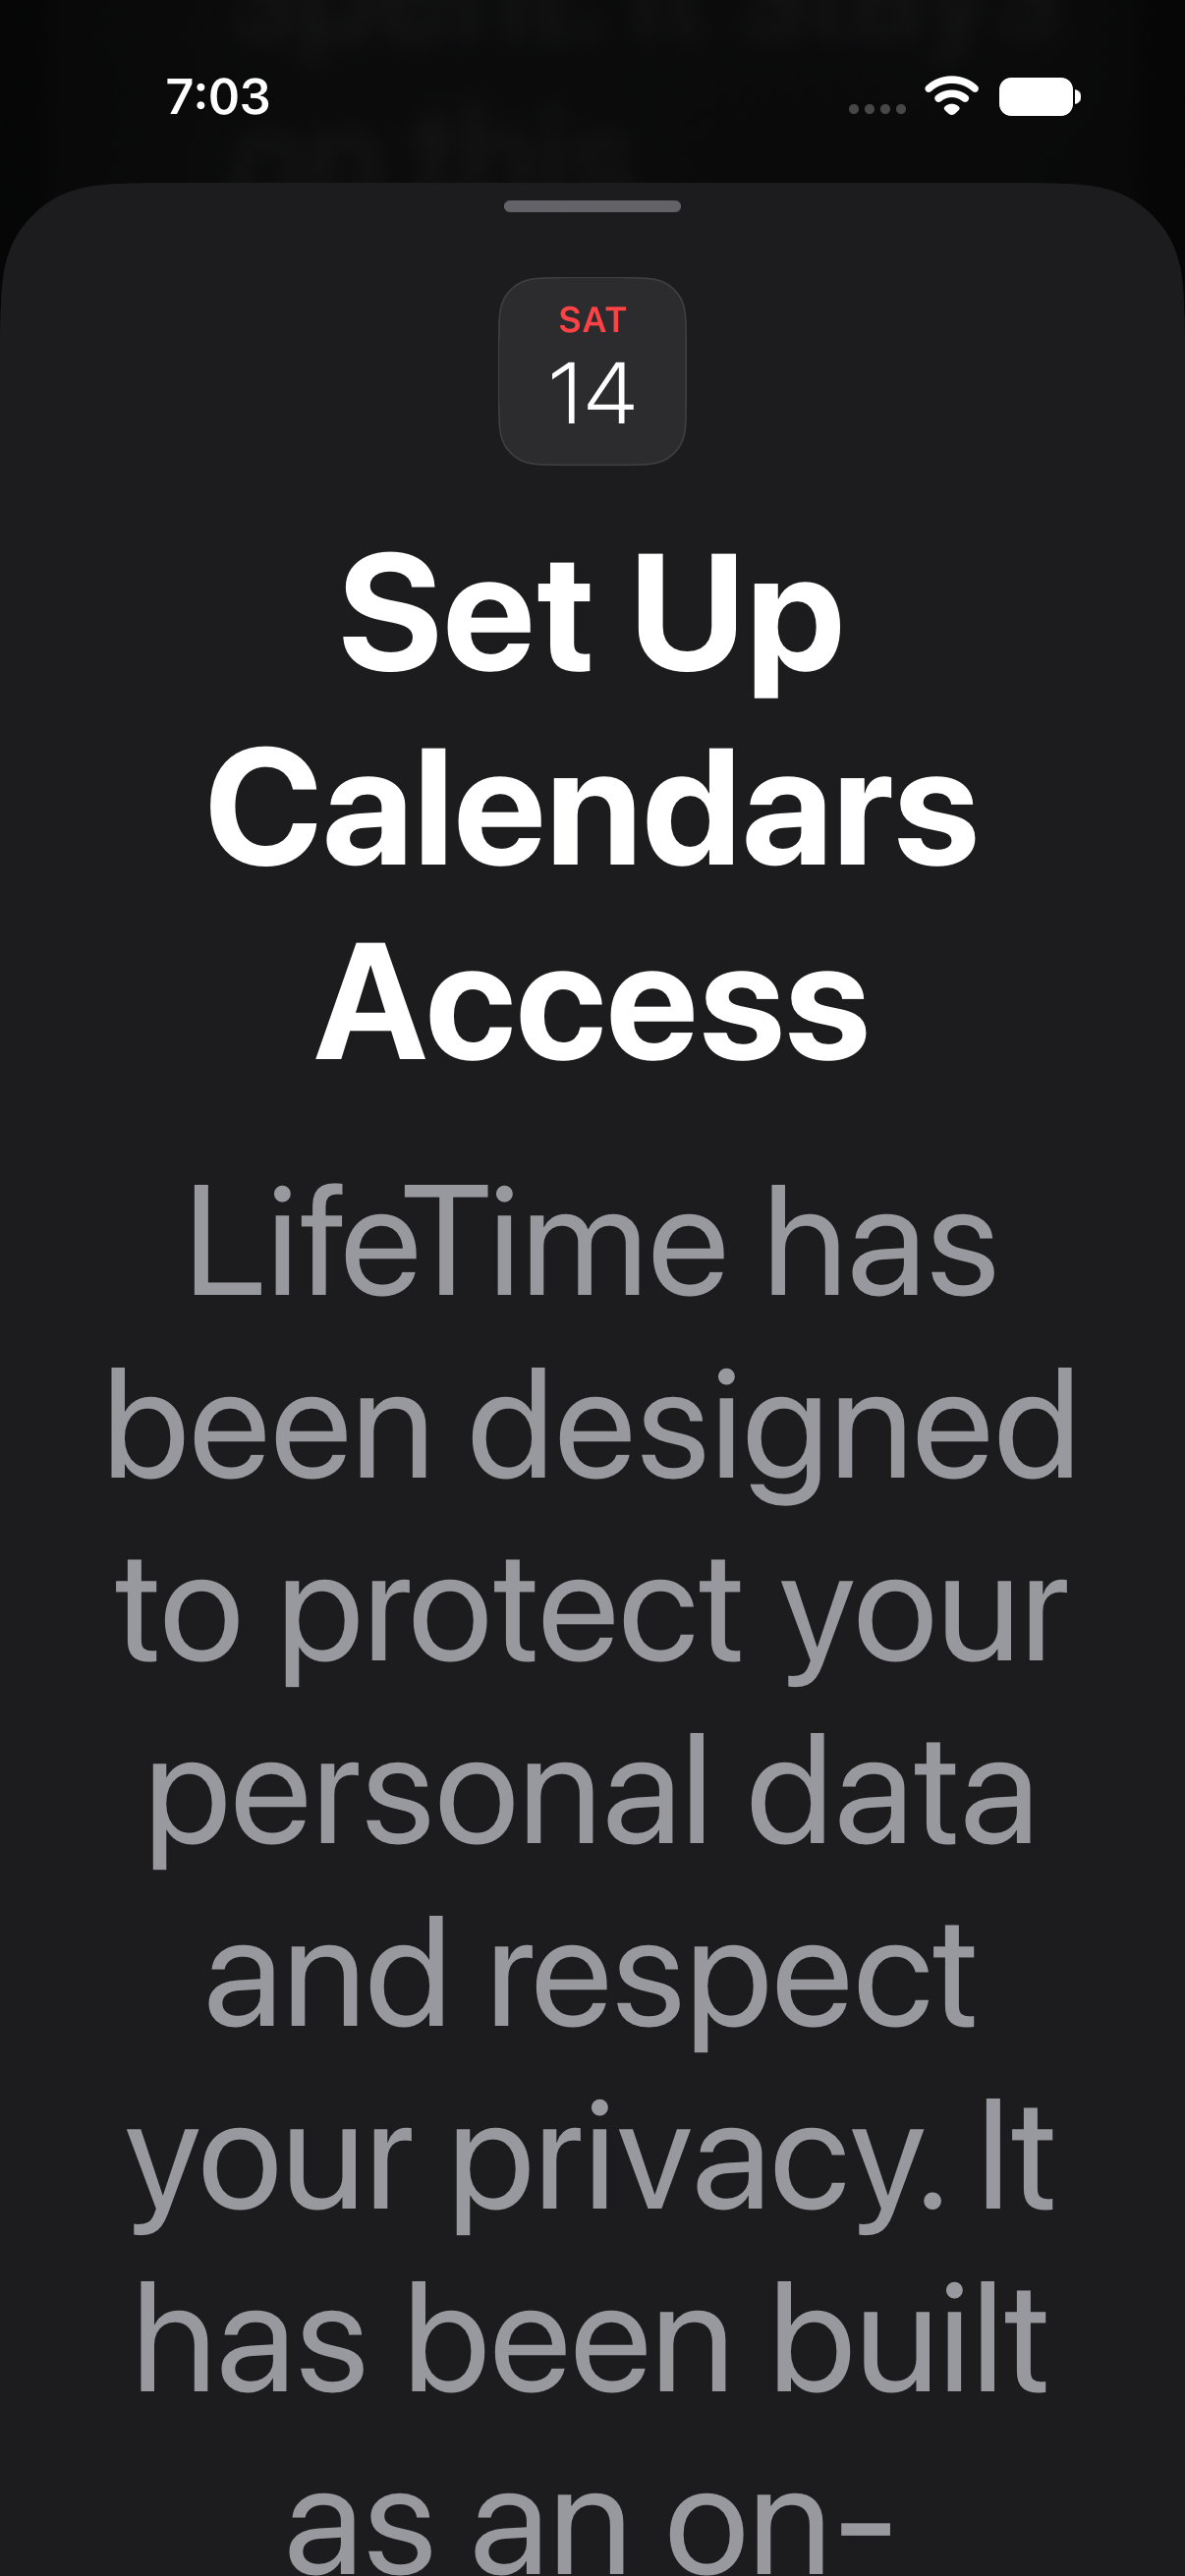 7:03
SAT
14
Set Up
Calendars
Access
LifeTime has
been designed
to protect your
personal data
and respect
your privacy. It
has been built
as an on-